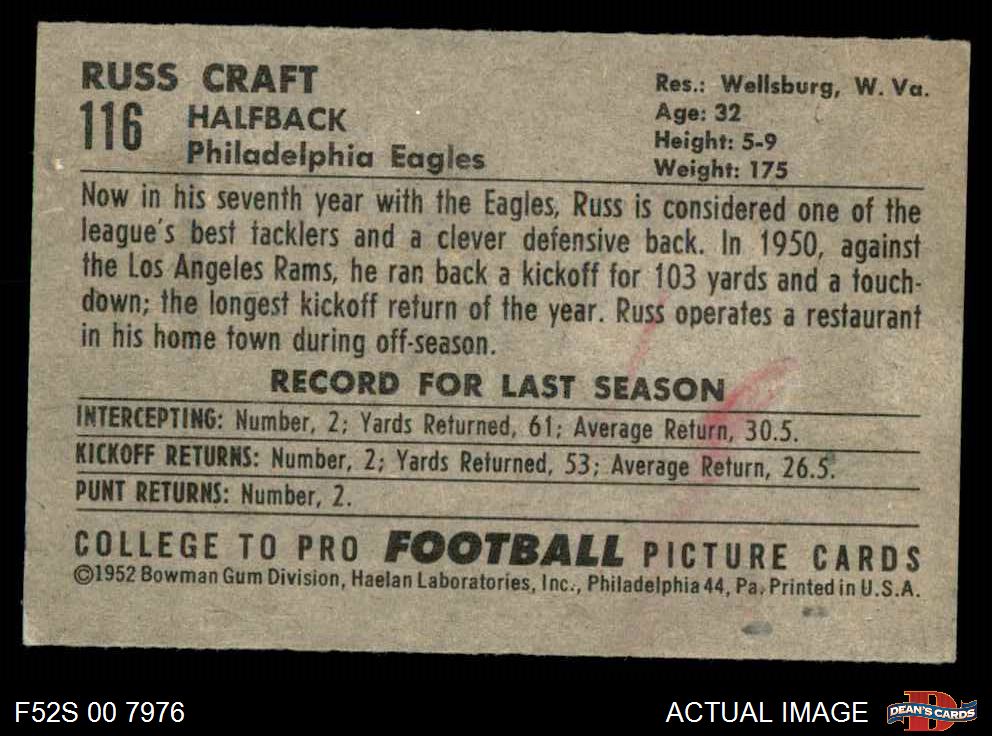 RUSS CRAFT
116
HALFBACK
Philadelphia Eagles
Res.: Wellsburg, W. Va.
Age: 32
Height: 5-9
Weight: 175
Now in his seventh year with the Eagles, Russ is considered one of the
league's best tacklers and a clever defensive back. In 1950, against
the Los Angeles Rams, he ran back a kickoff for 103 yards and a touch-
down; the longest kickoff return of the year. Russ operates a restaurant
in his home town during off-season.
RECORD FOR LAST SEASON
INTERCEPTING: Number, 2; Yards Returned, 61; Average Return, 30.5.
KICKOFF RETURNS: Number, 2; Yards Returned, 53; Average Return, 26.5.
PUNT RETURNS: Number, 2.
COLLEGE TO PRO FOOTBALL PICTURE CARDS
©1952 Bowman Gum Division, Haelan Laboratories, Inc., Philadelphia 44, Pa. Printed in U.S.A.
F52S 00 7976
ACTUAL IMAGE
D
DEAN'S CARDS